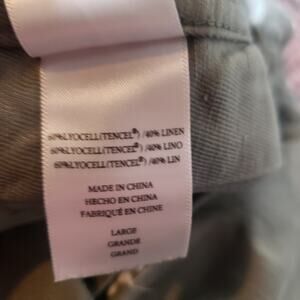 60%LYOCELL(TENCEL®) /40% LINEN
60%LYOCELL(TENCEL®) /40% LINO
60%LYOCELL(TENCEL®) /40% LIN
MADE IN CHINA
HECHO EN CHINA
FABRIQUÉ EN CHINE
LARGE
GRANDE
GRAND